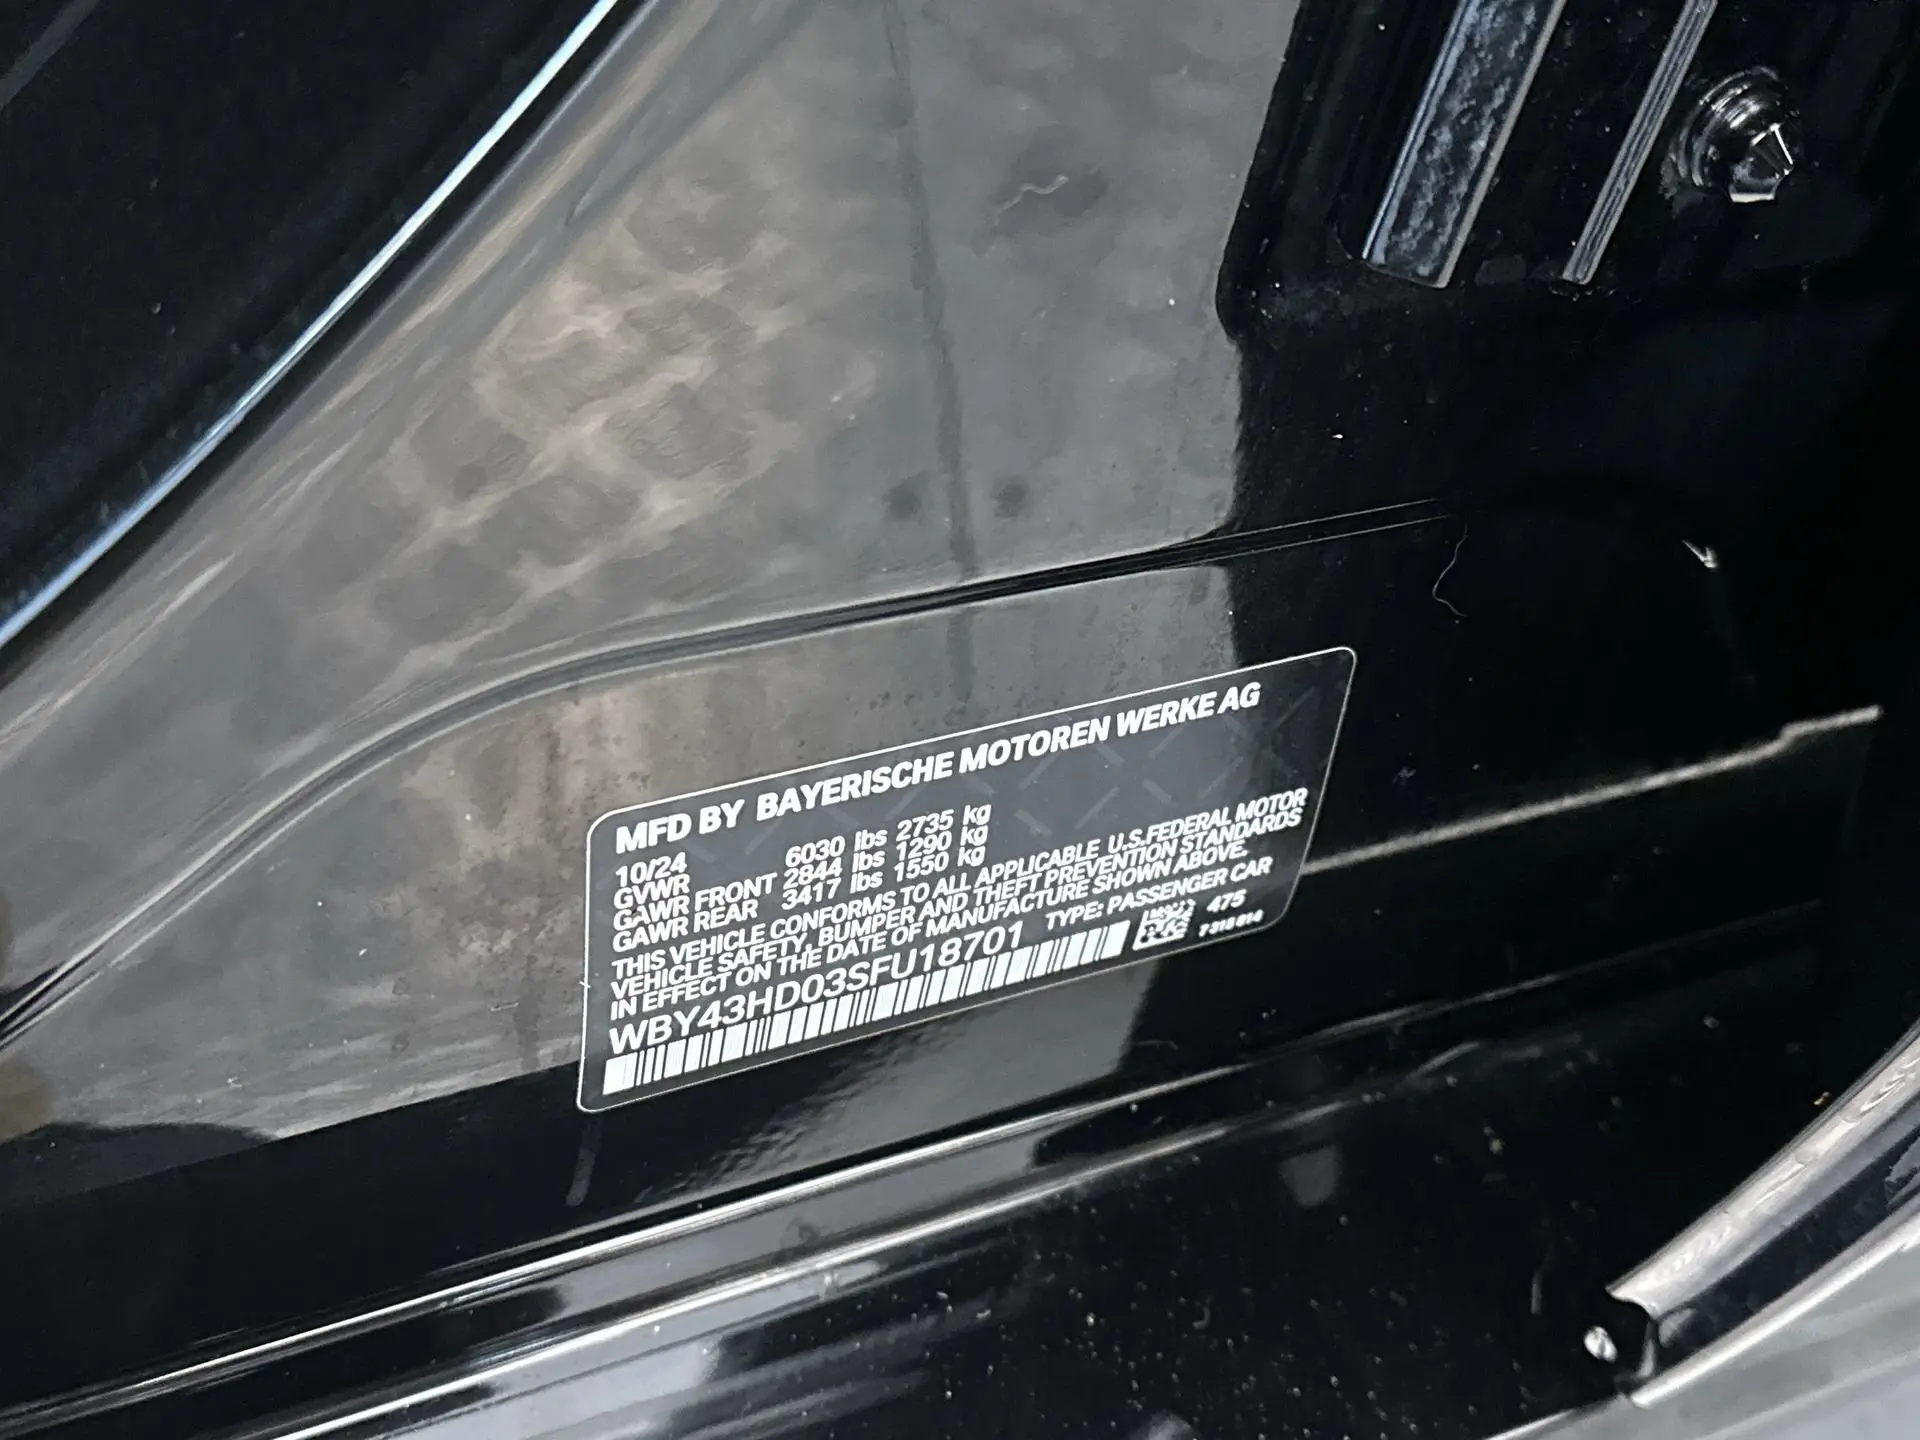 MFD BY BAYERISCHE MOTOREN WERKE AG
10/24
GVWR 6030 lbs 2735 kg
GAWR FRONT 2844 lbs 1290 kg
GAWR REAR 3417 lbs 1550 kg
THIS VEHICLE CONFORMS TO ALL APPLICABLE U.S.FEDERAL MOTOR
VEHICLE SAFETY, BUMPER AND THEFT PREVENTION STANDARDS
IN EFFECT ON THE DATE OF MANUFACTURE SHOWN ABOVE.
WBY43HD03SFU18701 TYPE: PASSENGER CAR
475